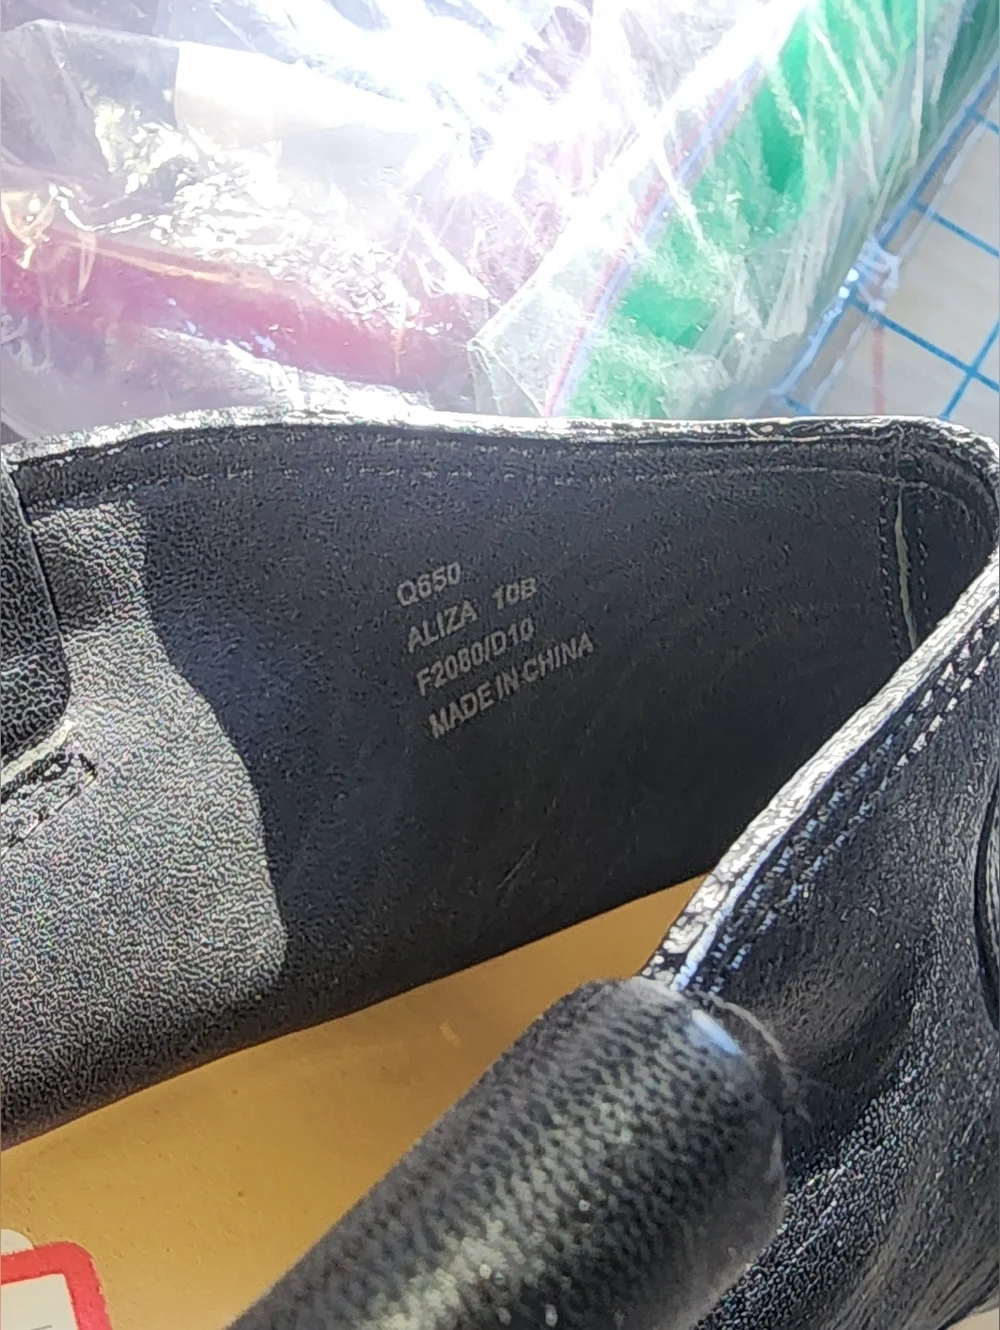 Q650
ALIZA 10B
F2080/D10
MADE IN CHINA